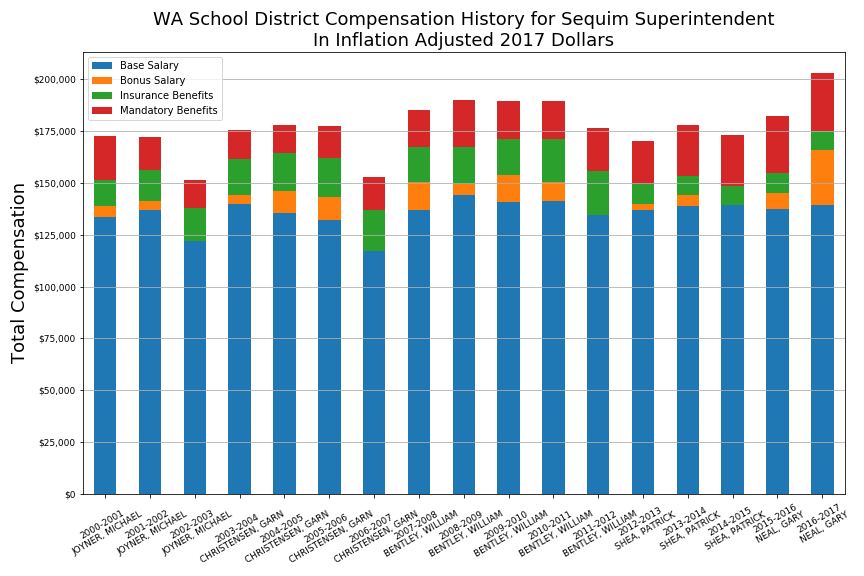 WA School District Compensation History for Sequim Superintendent
In Inflation Adjusted 2017 Dollars
Base Salary
Bonus Salary
Insurance Benefits
Mandatory Benefits
Total Compensation
$200,000
$175,000
$150,000
$125,000
$100,000
$75,000
$50,000
$25,000
$0
2000-2001
JOYNER, MICHAEL
2001-2002
JOYNER, MICHAEL
2002-2003
JOYNER, MICHAEL
2003-2004
CHRISTENSEN, GARN
2004-2005
CHRISTENSEN, GARN
2005-2006
CHRISTENSEN, GARN
2006-2007
CHRISTENSEN, GARN
2007-2008
BENTLEY, WILLIAM
2008-2009
BENTLEY, WILLIAM
2009-2010
BENTLEY, WILLIAM
2010-2011
BENTLEY, WILLIAM
2011-2012
BENTLEY, WILLIAM
2012-2013
SHEA, PATRICK
2013-2014
SHEA, PATRICK
2014-2015
SHEA, PATRICK
2015-2016
NEAL, GARY
2016-2017
NEAL, GARY